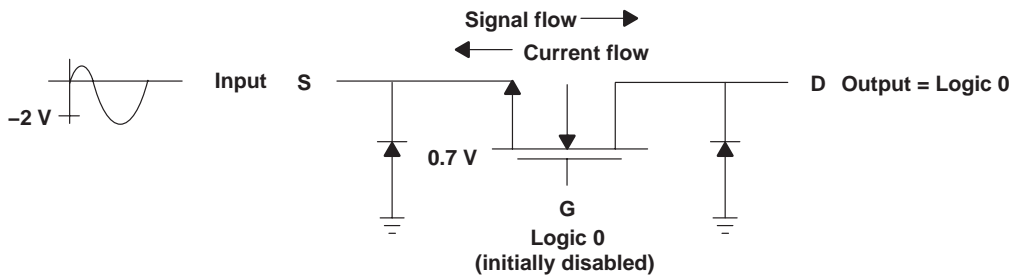 Signal flow
Current flow
Input S
D Output = Logic 0
–2 V
0.7 V
G
Logic 0
(initially disabled)